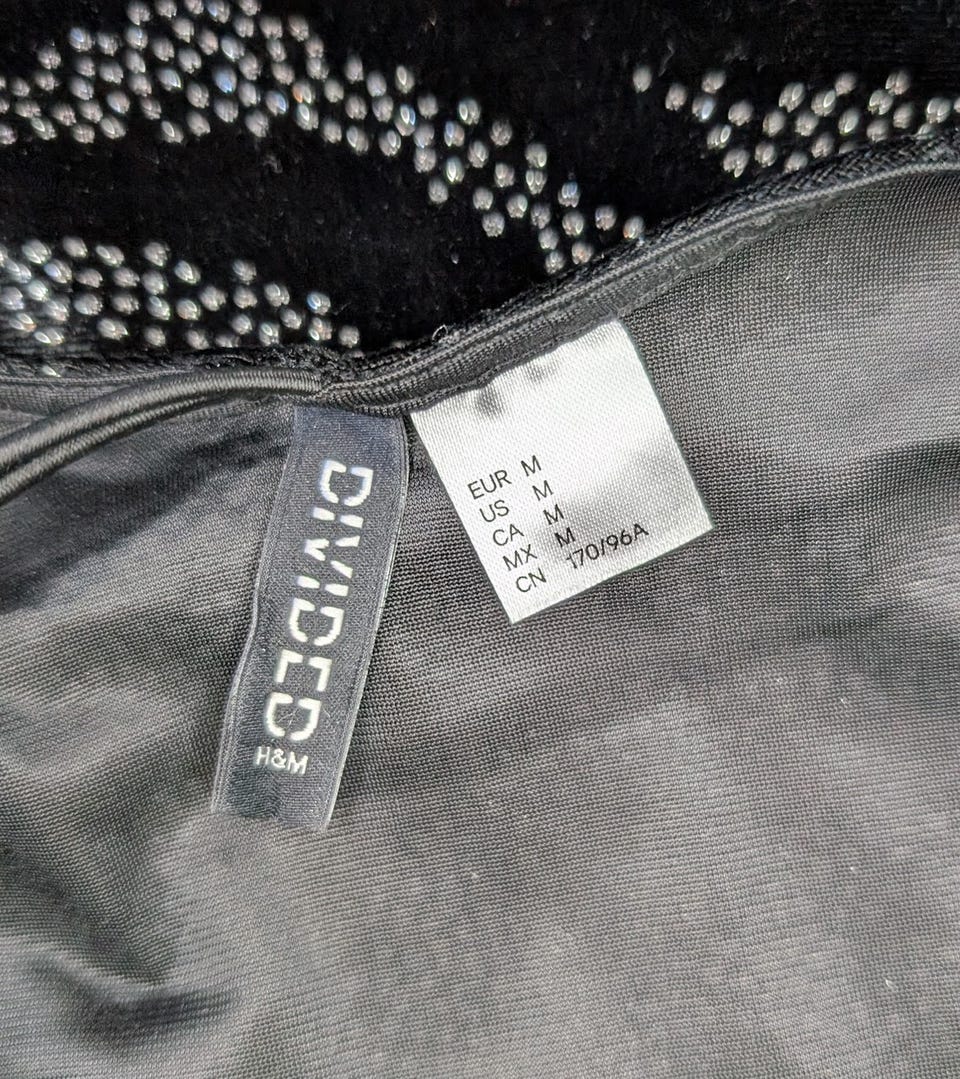 DIVIDED
H&M
EUR M
US M
CA M
MX M
CN 170/96A